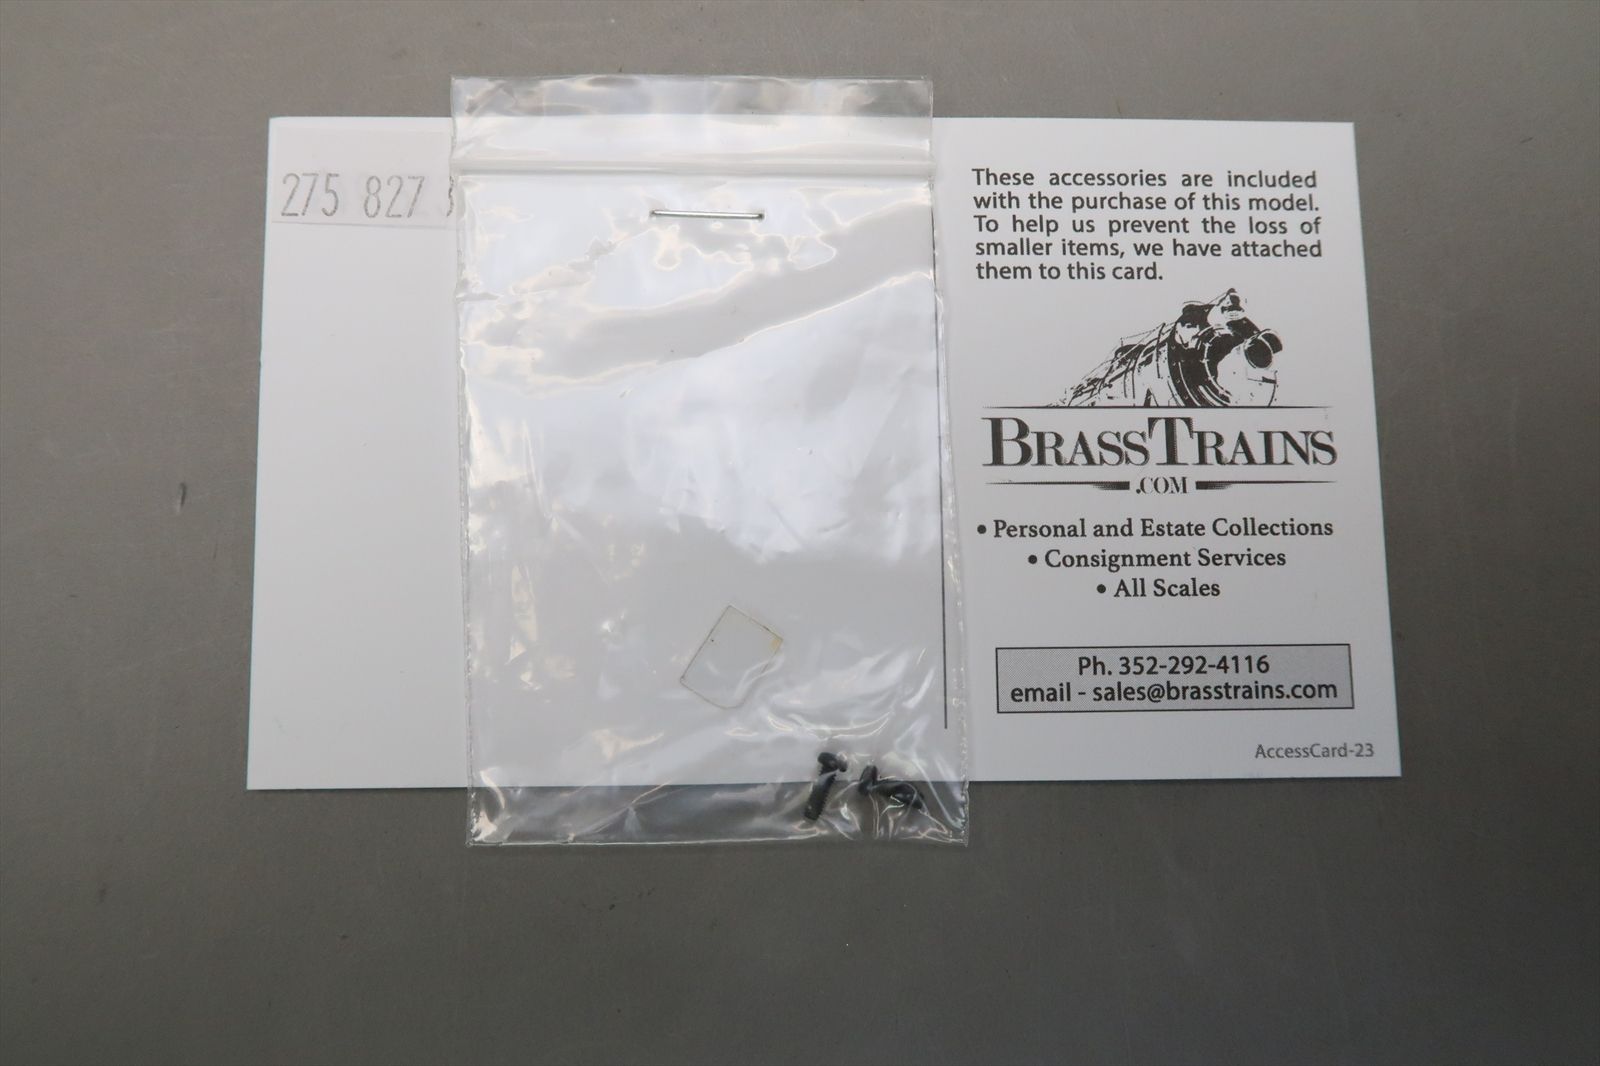 275 827
These accessories are included
with the purchase of this model.
To help us prevent the loss of
smaller items, we have attached
them to this card.
BRASSTRAINS
.COM
• Personal and Estate Collections
• Consignment Services
• All Scales
Ph. 352-292-4116
email - sales@brasstrains.com
AccessCard-23